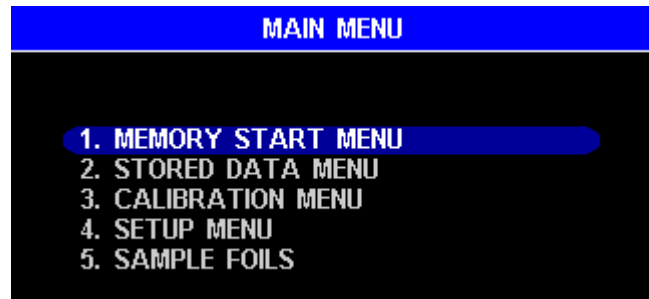 MAIN MENU
1. MEMORY START MENU
2. STORED DATA MENU
3. CALIBRATION MENU
4. SETUP MENU
5. SAMPLE FOILS